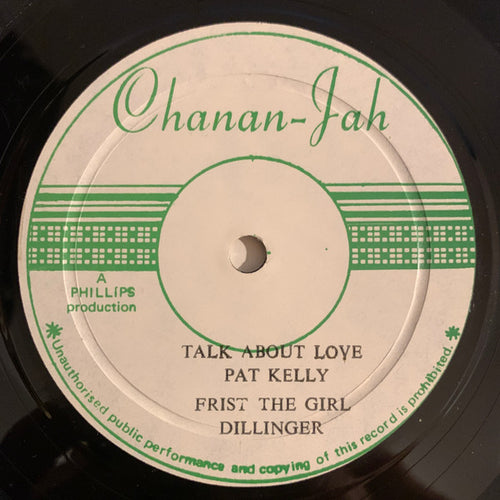 Chanan-Jah
A
PHILLIPS
production
TALK ABOUT LOVE
PAT KELLY
FRIST THE GIRL
DILLINGER
*Unauthorised public performance and copying of this record is prohibited.*